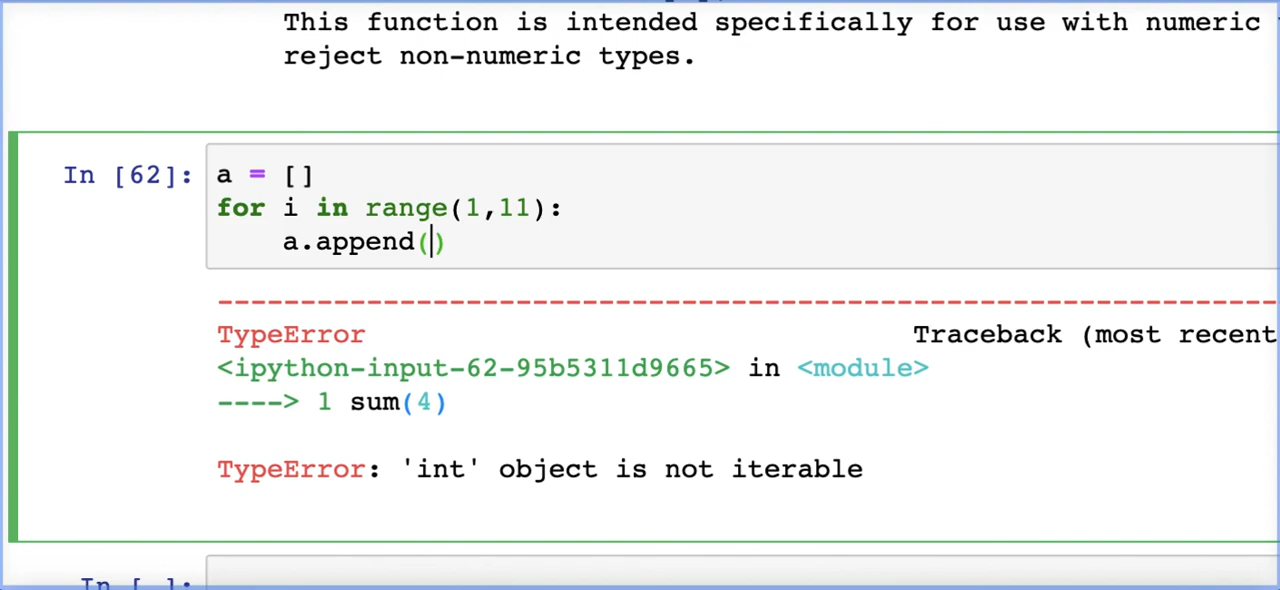 This function is intended specifically for use with numeric
reject non-numeric types.
In [62]: a = []
for i in range(1,11):
    a.append()
---------------------------------------------------------------
TypeError Traceback (most recent
<ipython-input-62-95b5311d9665> in <module>
----> 1 sum(4)
TypeError: 'int' object is not iterable
In [ ]: